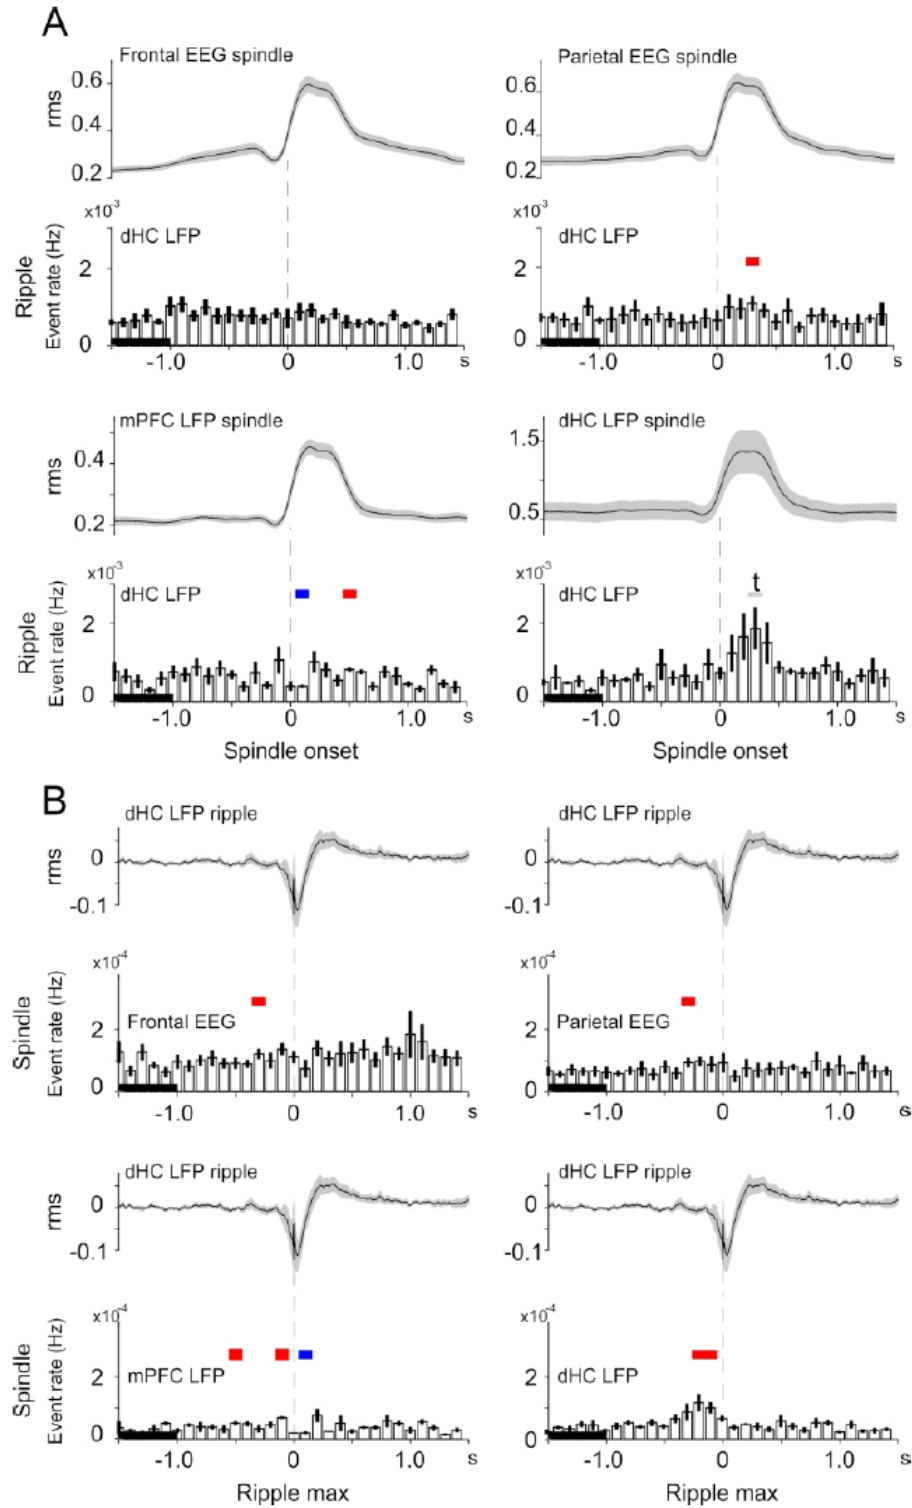 A
Frontal EEG spindle
Parietal EEG spindle
rms
0.6
0.4
0.2
0.6
0.4
0.2
x10-3
x10-3
Ripple
Event rate (Hz)
dHC LFP
dHC LFP
2
0
2
0
-1.0 0 1.0 s
-1.0 0 1.0 s
mPFC LFP spindle
dHC LFP spindle
rms
0.4
0.2
1.5
0.5
x10-3
x10-3
Ripple
Event rate (Hz)
dHC LFP
dHC LFP
t
2
0
2
0
-1.0 0 1.0 s
-1.0 0 1.0 s
Spindle onset
Spindle onset
B
dHC LFP ripple
dHC LFP ripple
rms
0
-0.1
0
-0.1
x10-4
x10-4
Spindle
Event rate (Hz)
Frontal EEG
Parietal EEG
2
0
2
0
-1.0 0 1.0 s
-1.0 0 1.0 s
dHC LFP ripple
dHC LFP ripple
rms
0
-0.1
0
-0.1
x10-4
x10-4
Spindle
Event rate (Hz)
2
2
mPFC LFP
dHC LFP
0
0
-1.0 0 1.0 s
-1.0 0 1.0 s
Ripple max
Ripple max